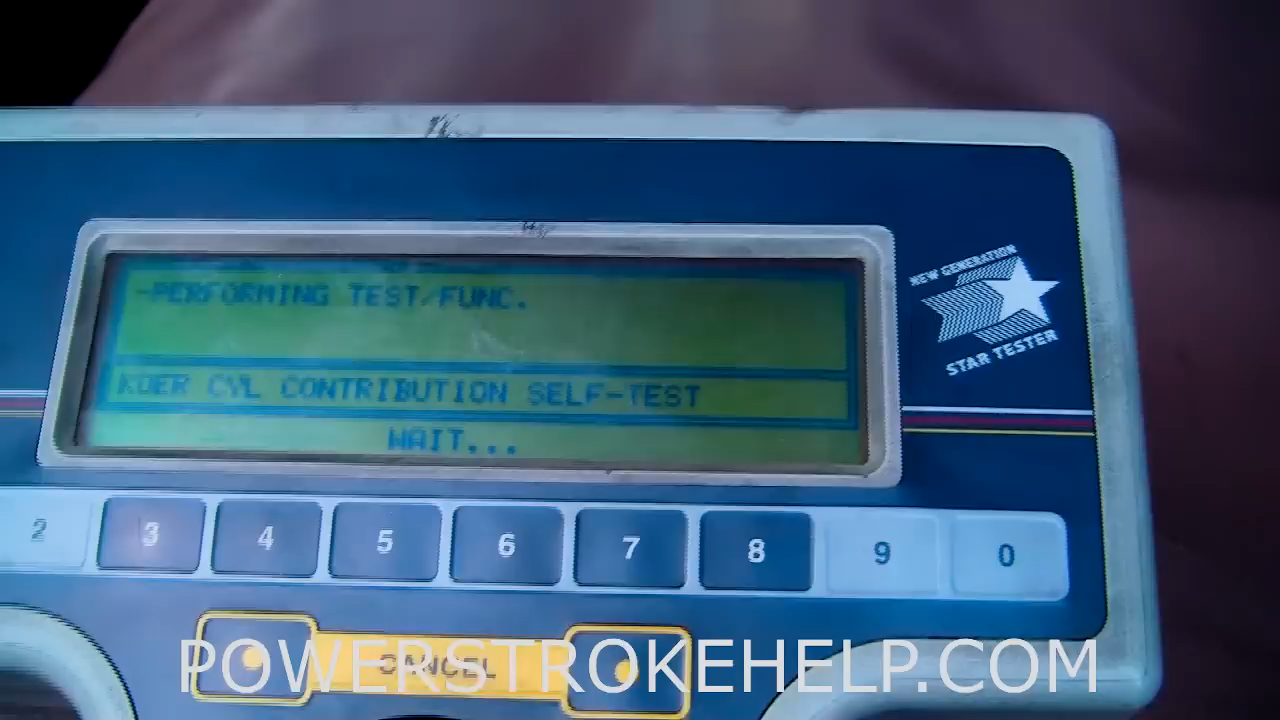 -PERFORMING TEST/FUNC.
KOER CYL CONTRIBUTION SELF-TEST
WAIT...
NEW GENERATION
STAR TESTER
2 3 4 5 6 7 8 9 0
CANCEL
POWERSTROKEHELP.COM